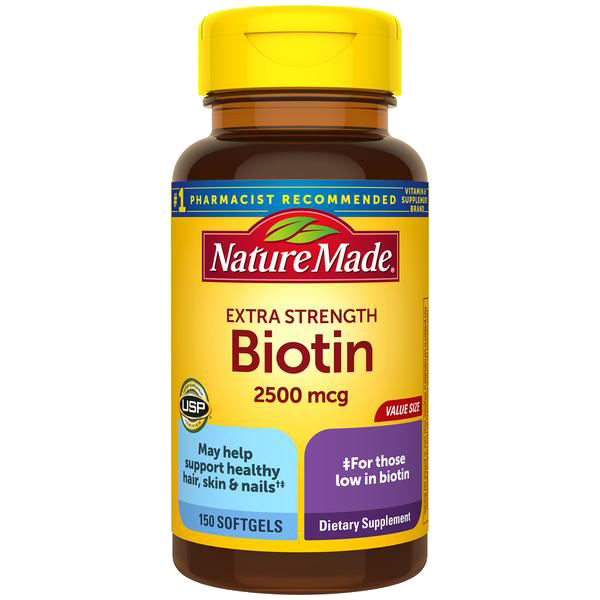 #1 PHARMACIST RECOMMENDED
VITAMIN &
SUPPLEMENT
BRAND
Nature Made®
EXTRA STRENGTH
Biotin
2500 mcg
USP
VERIFIED
VALUE SIZE
May help
support healthy
hair, skin & nails†‡
150 SOFTGELS
‡For those
low in biotin
Dietary Supplement